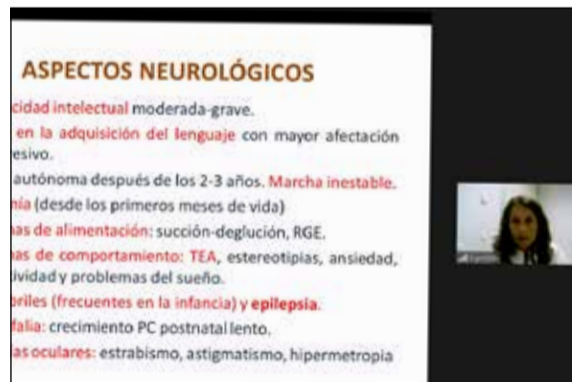 ASPECTOS NEUROLÓGICOS
cidad intelectual moderada-grave.
en la adquisición del lenguaje con mayor afectación
esivo.
autónoma después de los 2-3 años. Marcha inestable.
nía (desde los primeros meses de vida)
nas de alimentación: succión-deglución, RGE.
nas de comportamiento: TEA, estereotipias, ansiedad,
tividad y problemas del sueño.
briles (frecuentes en la infancia) y epilepsia.
falia: crecimiento PC postnatal lento.
as oculares: estrabismo, astigmatismo, hipermetropia